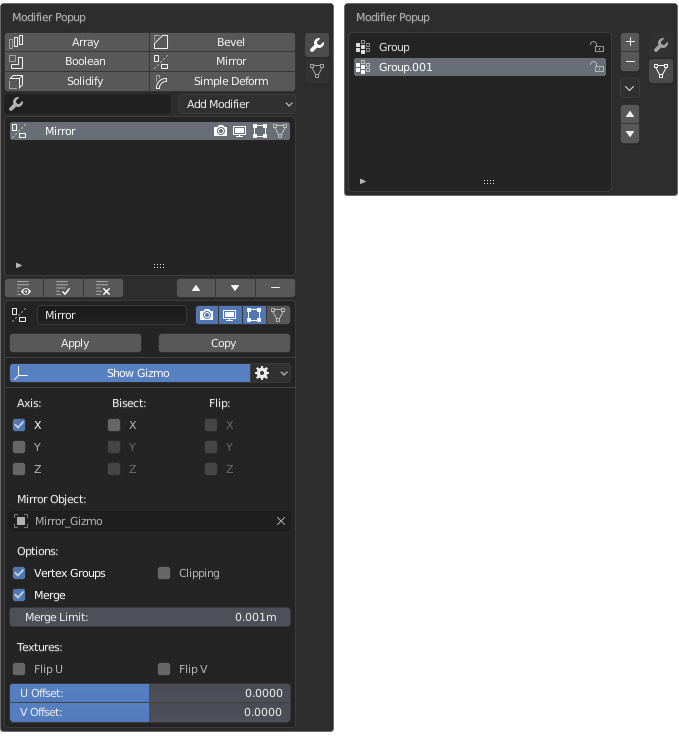 Modifier Popup
Array Bevel
Boolean Mirror
Solidify Simple Deform
Add Modifier
Mirror
Mirror
Apply Copy
Show Gizmo
Axis: Bisect: Flip:
X X X
Y Y Y
Z Z Z
Mirror Object:
Mirror_Gizmo
Options:
Vertex Groups Clipping
Merge
Merge Limit: 0.001m
Textures:
Flip U Flip V
U Offset: 0.0000
V Offset: 0.0000
Modifier Popup
Group
Group.001